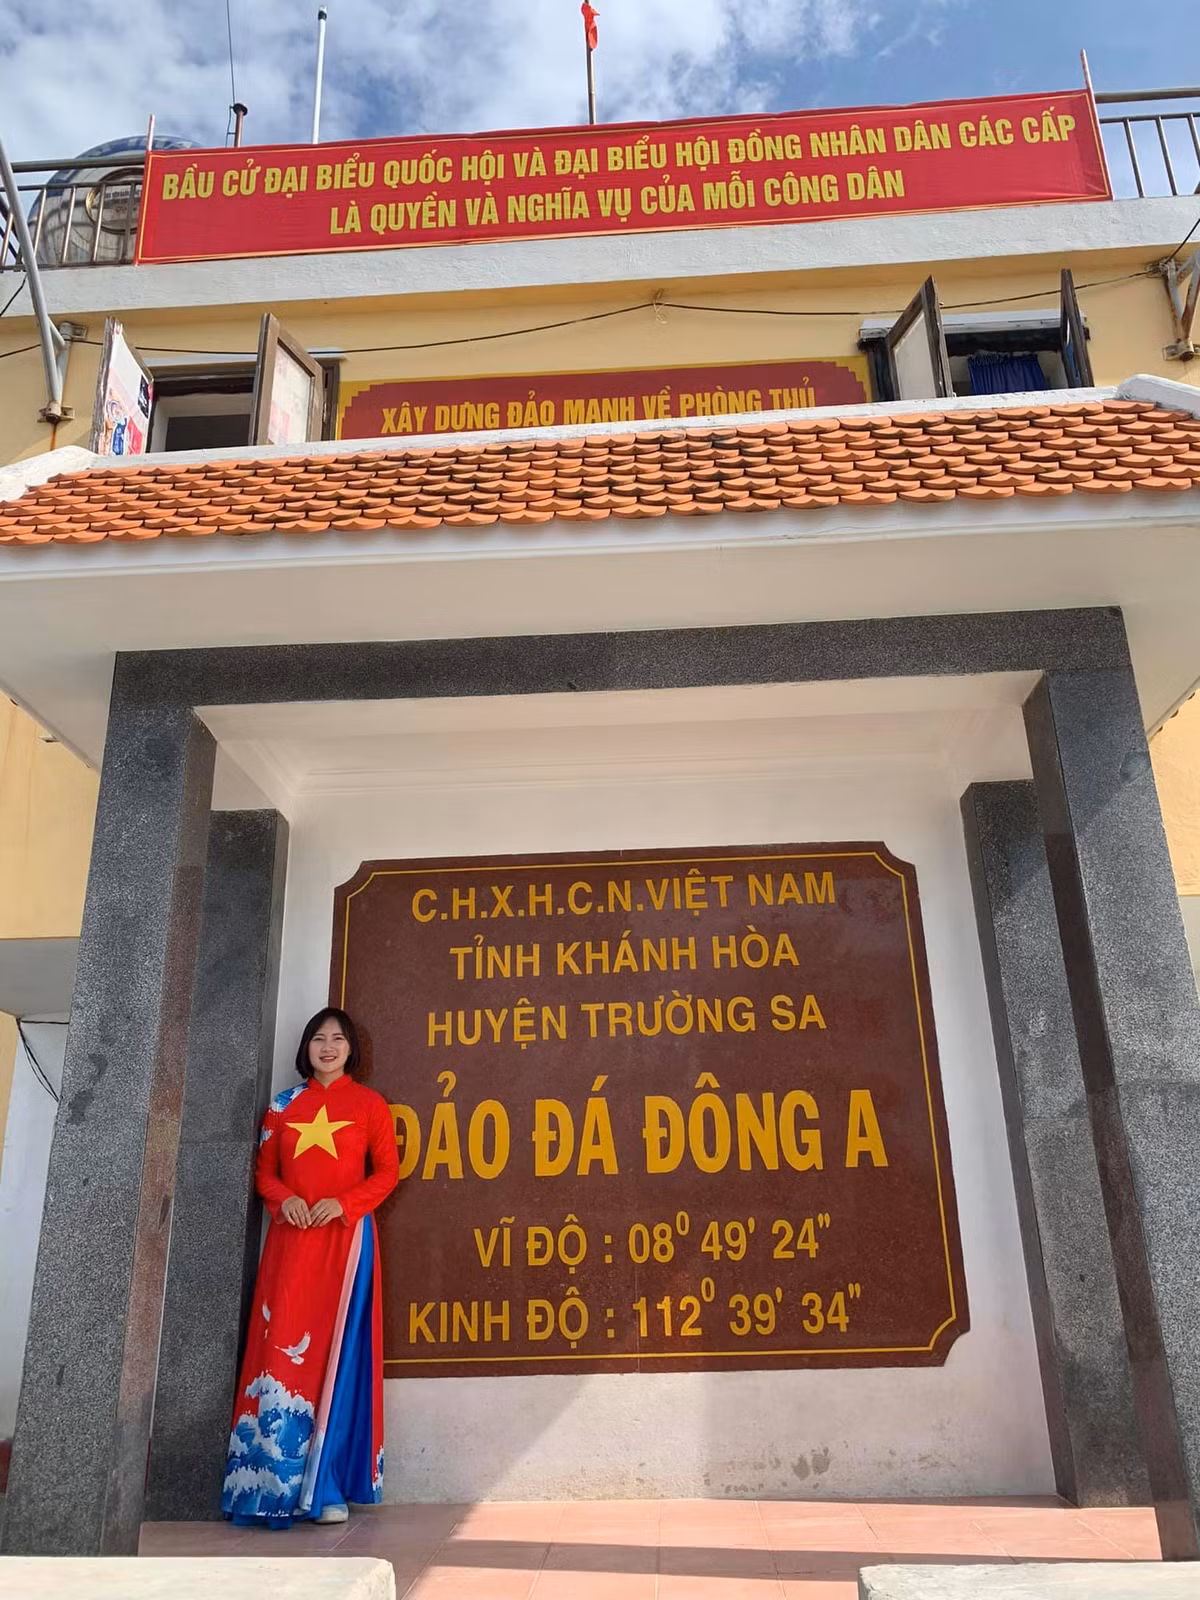 BẦU CỬ ĐẠI BIỂU QUỐC HỘI VÀ ĐẠI BIỂU HỘI ĐỒNG NHÂN DÂN CÁC CẤP
LÀ QUYỀN VÀ NGHĨA VỤ CỦA MỖI CÔNG DÂN
XÂY DỰNG ĐẢO MẠNH VỀ PHÒNG THỦ
C.H.X.H.C.N.VIỆT NAM
TỈNH KHÁNH HÒA
HUYỆN TRƯỜNG SA
ĐẢO ĐÁ ĐÔNG A
VĨ ĐỘ : 08⁰ 49' 24"
KINH ĐỘ : 112⁰ 39' 34"